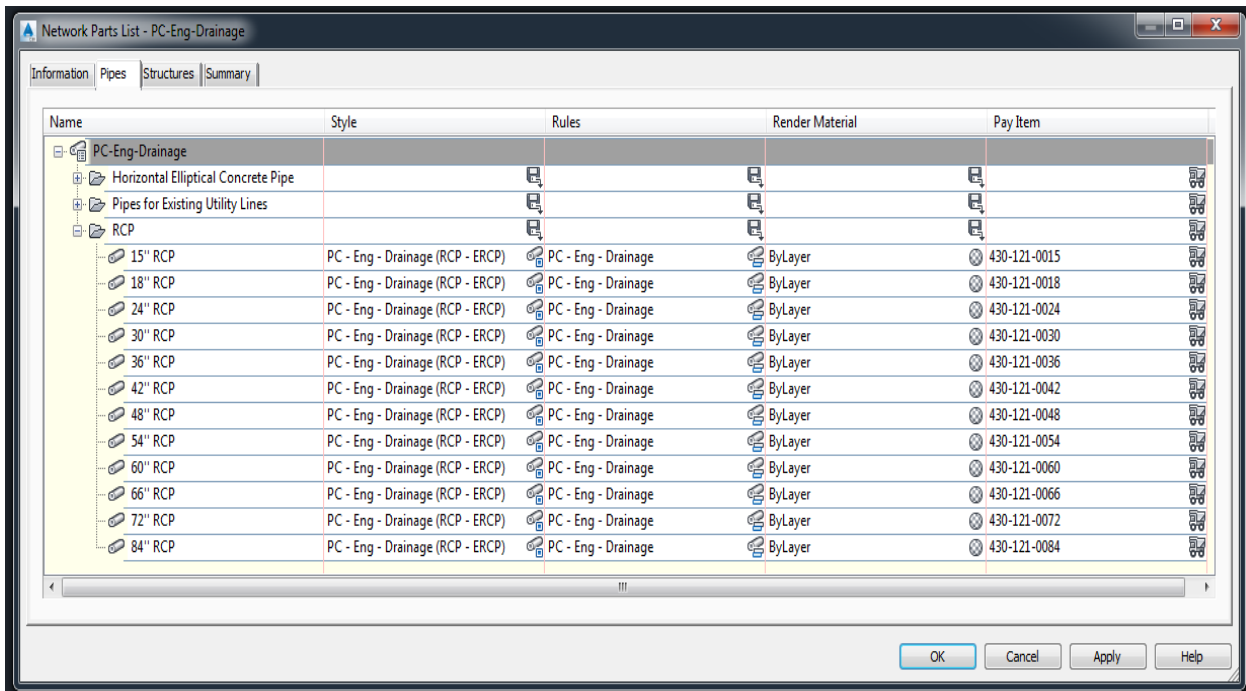 Network Parts List - PC-Eng-Drainage
Information Pipes Structures Summary
Name Style Rules Render Material Pay Item
PC-Eng-Drainage
Horizontal Elliptical Concrete Pipe
Pipes for Existing Utility Lines
RCP
15" RCP PC - Eng - Drainage (RCP - ERCP) PC - Eng - Drainage ByLayer 430-121-0015
18" RCP PC - Eng - Drainage (RCP - ERCP) PC - Eng - Drainage ByLayer 430-121-0018
24" RCP PC - Eng - Drainage (RCP - ERCP) PC - Eng - Drainage ByLayer 430-121-0024
30" RCP PC - Eng - Drainage (RCP - ERCP) PC - Eng - Drainage ByLayer 430-121-0030
36" RCP PC - Eng - Drainage (RCP - ERCP) PC - Eng - Drainage ByLayer 430-121-0036
42" RCP PC - Eng - Drainage (RCP - ERCP) PC - Eng - Drainage ByLayer 430-121-0042
48" RCP PC - Eng - Drainage (RCP - ERCP) PC - Eng - Drainage ByLayer 430-121-0048
54" RCP PC - Eng - Drainage (RCP - ERCP) PC - Eng - Drainage ByLayer 430-121-0054
60" RCP PC - Eng - Drainage (RCP - ERCP) PC - Eng - Drainage ByLayer 430-121-0060
66" RCP PC - Eng - Drainage (RCP - ERCP) PC - Eng - Drainage ByLayer 430-121-0066
72" RCP PC - Eng - Drainage (RCP - ERCP) PC - Eng - Drainage ByLayer 430-121-0072
84" RCP PC - Eng - Drainage (RCP - ERCP) PC - Eng - Drainage ByLayer 430-121-0084
OK Cancel Apply Help